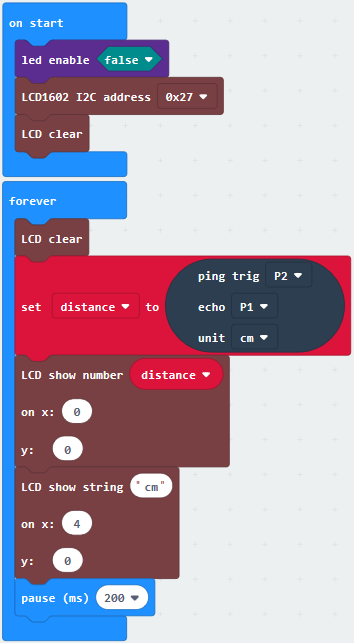 on start
led enable false
LCD1602 I2C address 0x27
LCD clear
forever
LCD clear
ping trig P2
set distance to echo P1
unit cm
LCD show number distance
on x: 0
y: 0
LCD show string "cm"
on x: 4
y: 0
pause (ms) 200